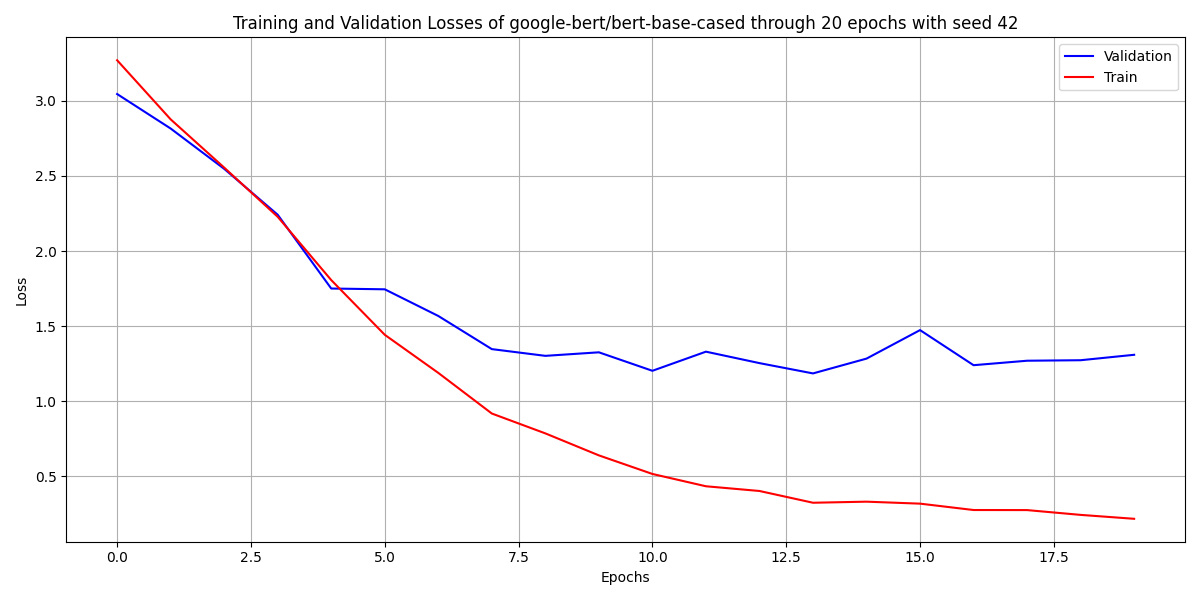 Training and Validation Losses of google-bert/bert-base-cased through 20 epochs with seed 42
Validation
Train
3.0
2.5
2.0
1.5
1.0
0.5
Loss
0.0
2.5
5.0
7.5
10.0
12.5
15.0
17.5
Epochs